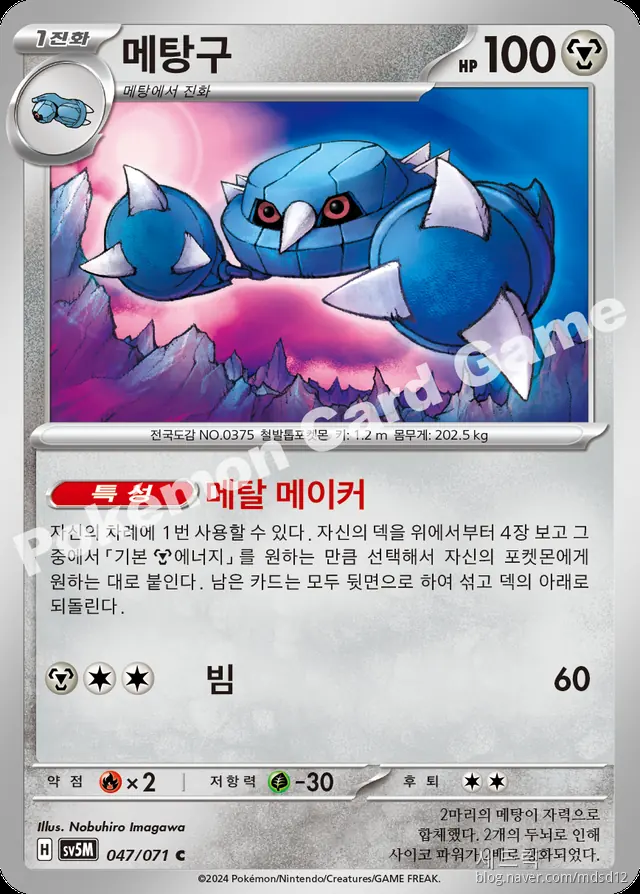 1진화
메탕구
HP 100
메탕에서 진화
전국도감 NO.0375 철발톱포켓몬 키: 1.2 m 몸무게: 202.5 kg
특성 메탈 메이커
자신의 차례에 1번 사용할 수 있다. 자신의 덱을 위에서부터 4장 보고 그
중에서 「기본 에너지」를 원하는 만큼 선택해서 자신의 포켓몬에게
원하는 대로 붙인다. 남은 카드는 모두 뒷면으로 하여 섞고 덱의 아래로
되돌린다.
빔 60
약점 ×2 저항력 -30 후퇴
Illus. Nobuhiro Imagawa
H sv5M 047/071 C
2마리의 메탕이 자력으로
합체했다. 2개의 두뇌로 인해
사이코 파워가 배로 강화되었다.
©2024 Pokémon/Nintendo/Creatures/GAME FREAK.
Pokémon Card Game
blog.naver.com/mdsd12